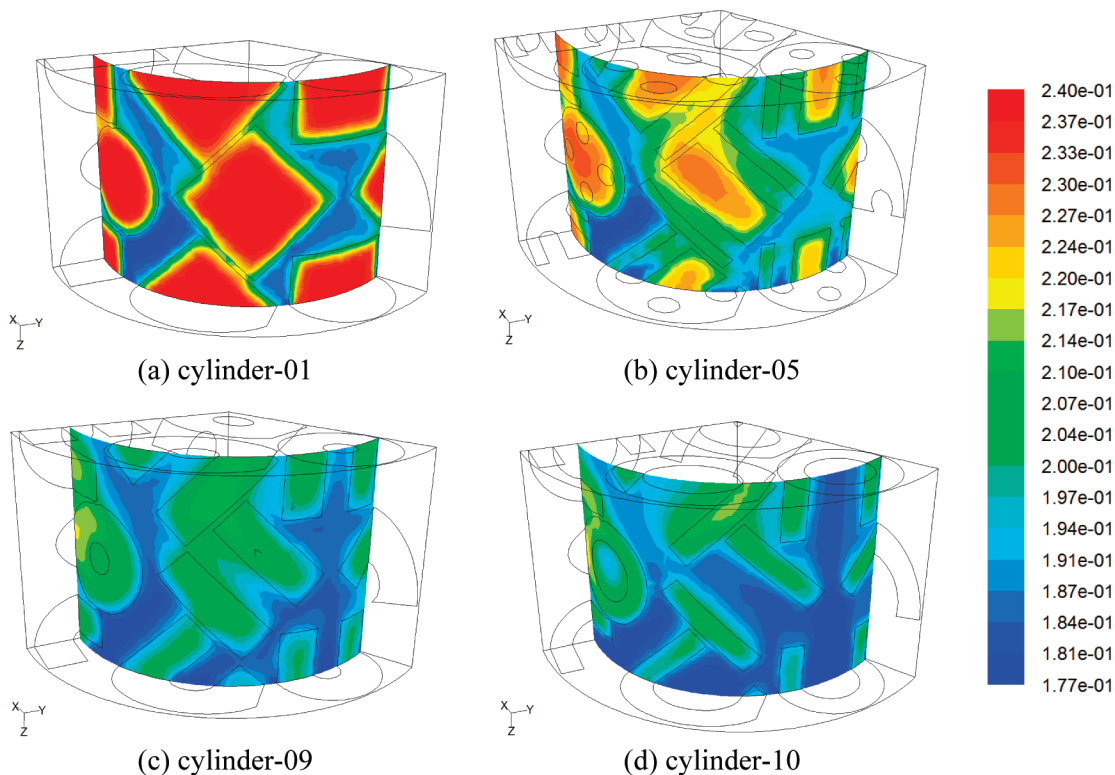 X
Y
Z
(a) cylinder-01
X
Y
Z
(b) cylinder-05
X
Y
Z
(c) cylinder-09
X
Y
Z
(d) cylinder-10
2.40e-01
2.37e-01
2.33e-01
2.30e-01
2.27e-01
2.24e-01
2.20e-01
2.17e-01
2.14e-01
2.10e-01
2.07e-01
2.04e-01
2.00e-01
1.97e-01
1.94e-01
1.91e-01
1.87e-01
1.84e-01
1.81e-01
1.77e-01